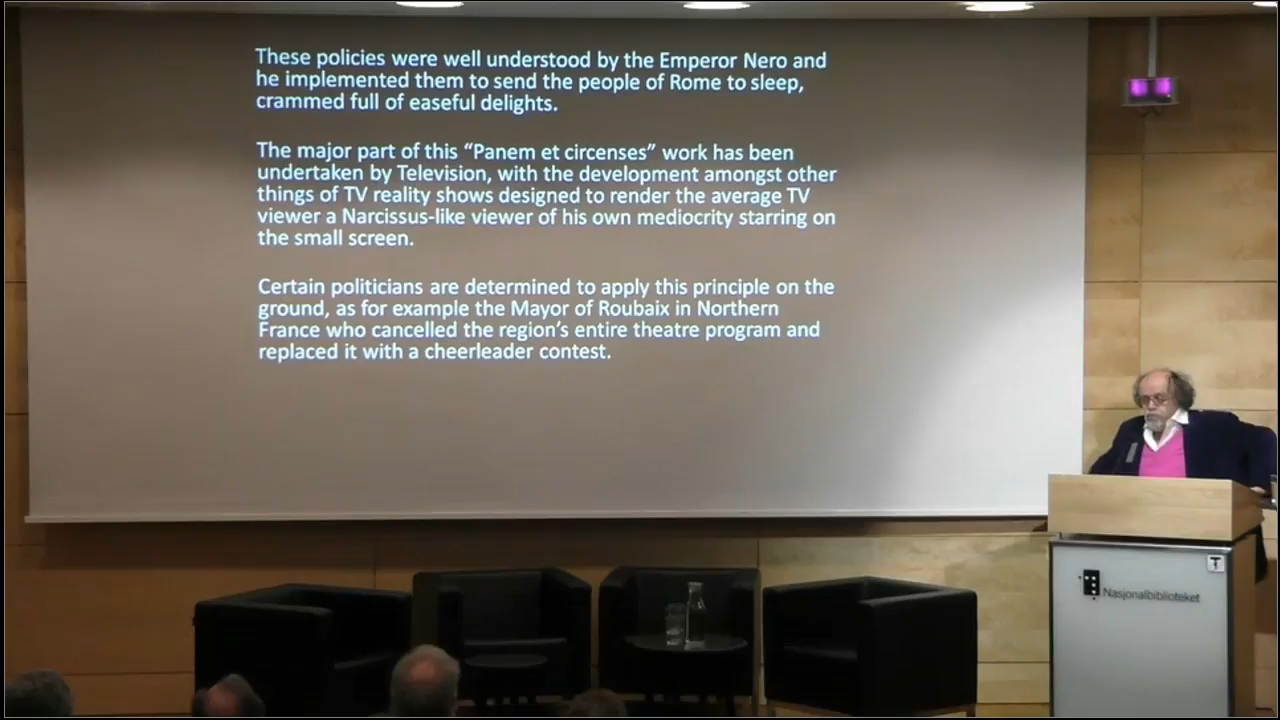 These policies were well understood by the Emperor Nero and
he implemented them to send the people of Rome to sleep,
crammed full of easeful delights.
The major part of this “Panem et circenses” work has been
undertaken by Television, with the development amongst other
things of TV reality shows designed to render the average TV
viewer a Narcissus-like viewer of his own mediocrity starring on
the small screen.
Certain politicians are determined to apply this principle on the
ground, as for example the Mayor of Roubaix in Northern
France who cancelled the region’s entire theatre program and
replaced it with a cheerleader contest.
T
Nasjonalbiblioteket